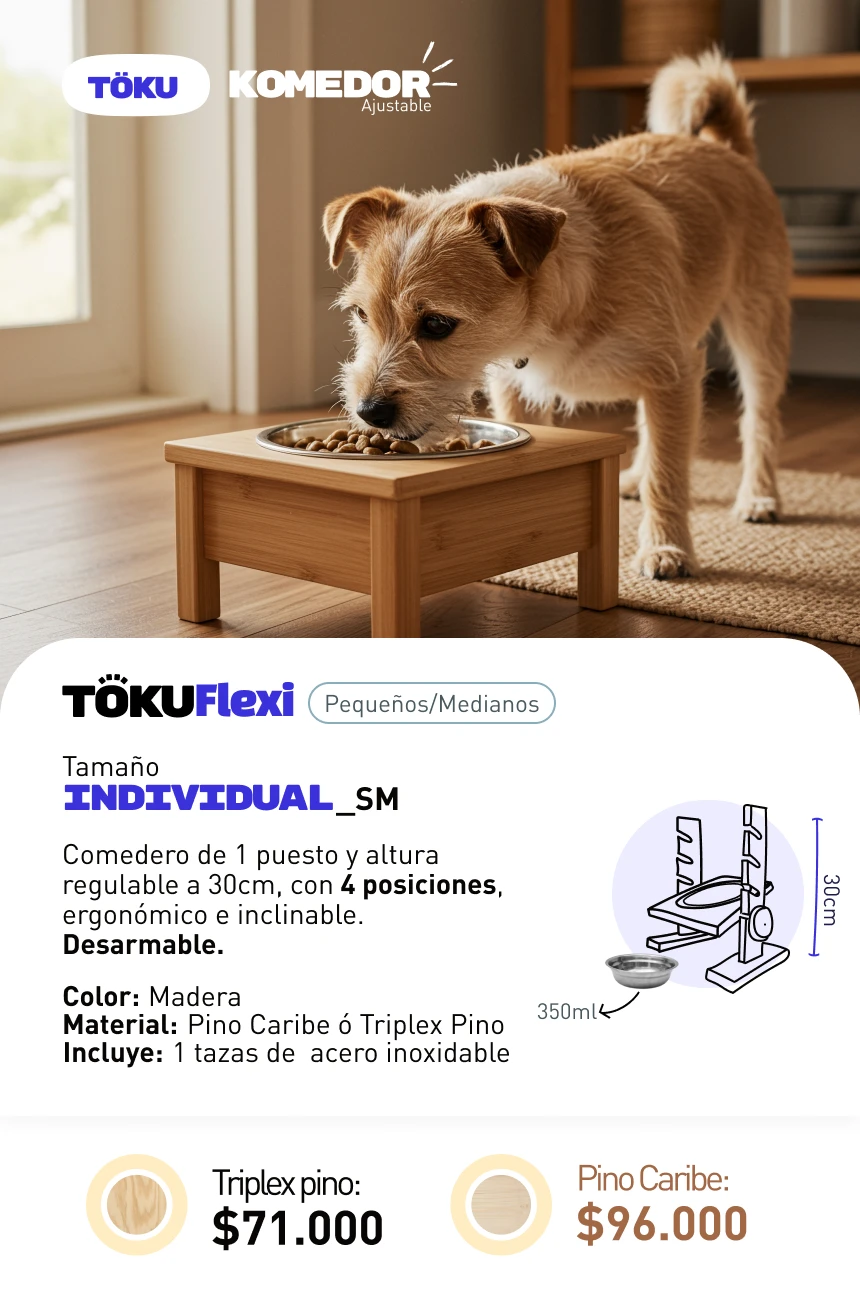 TÖKU KOMEDOR
Ajustable
TÖKUFlexi Pequeños/Medianos
Tamaño
INDIVIDUAL_SM
Comedero de 1 puesto y altura
regulable a 30cm, con 4 posiciones,
ergonómico e inclinable.
Desarmable.
Color: Madera
Material: Pino Caribe ó Triplex Pino
Incluye: 1 tazas de acero inoxidable
30cm
350ml
Triplex pino:
$71.000
Pino Caribe:
$96.000